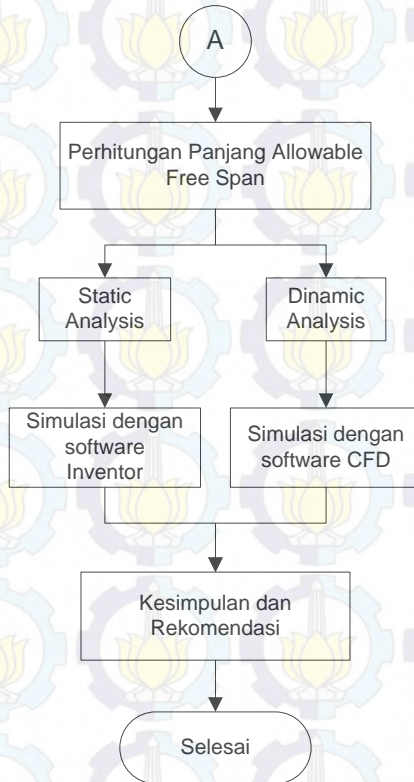 A
Perhitungan Panjang Allowable
Free Span
Static
Analysis
Dinamic
Analysis
Simulasi dengan
software
Inventor
Simulasi dengan
software CFD
Kesimpulan dan
Rekomendasi
Selesai